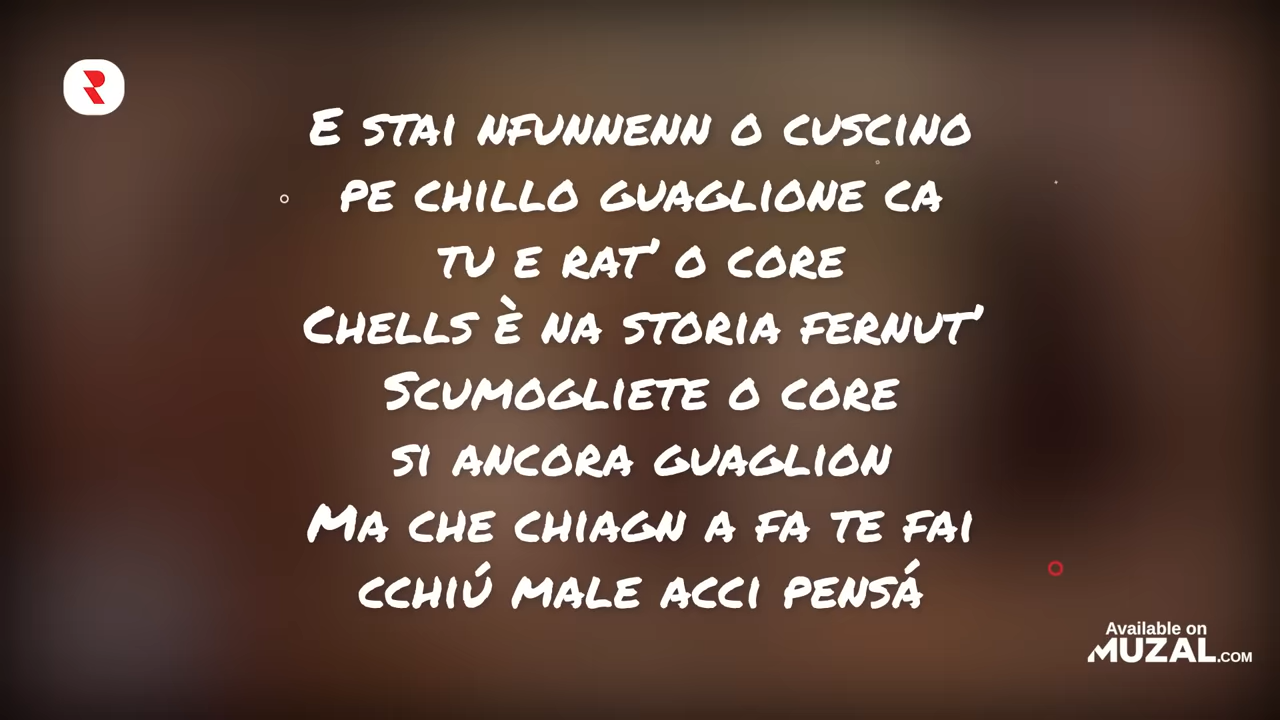 E stai nfunnenn o cuscino
pe chillo guaglione ca
tu e rat' o core
Chells è na storia fernut'
Scumogliete o core
si ancora guaglion
Ma che chiagn a fa te fai
cchiú male acci pensá
Available on
MUZAL.COM